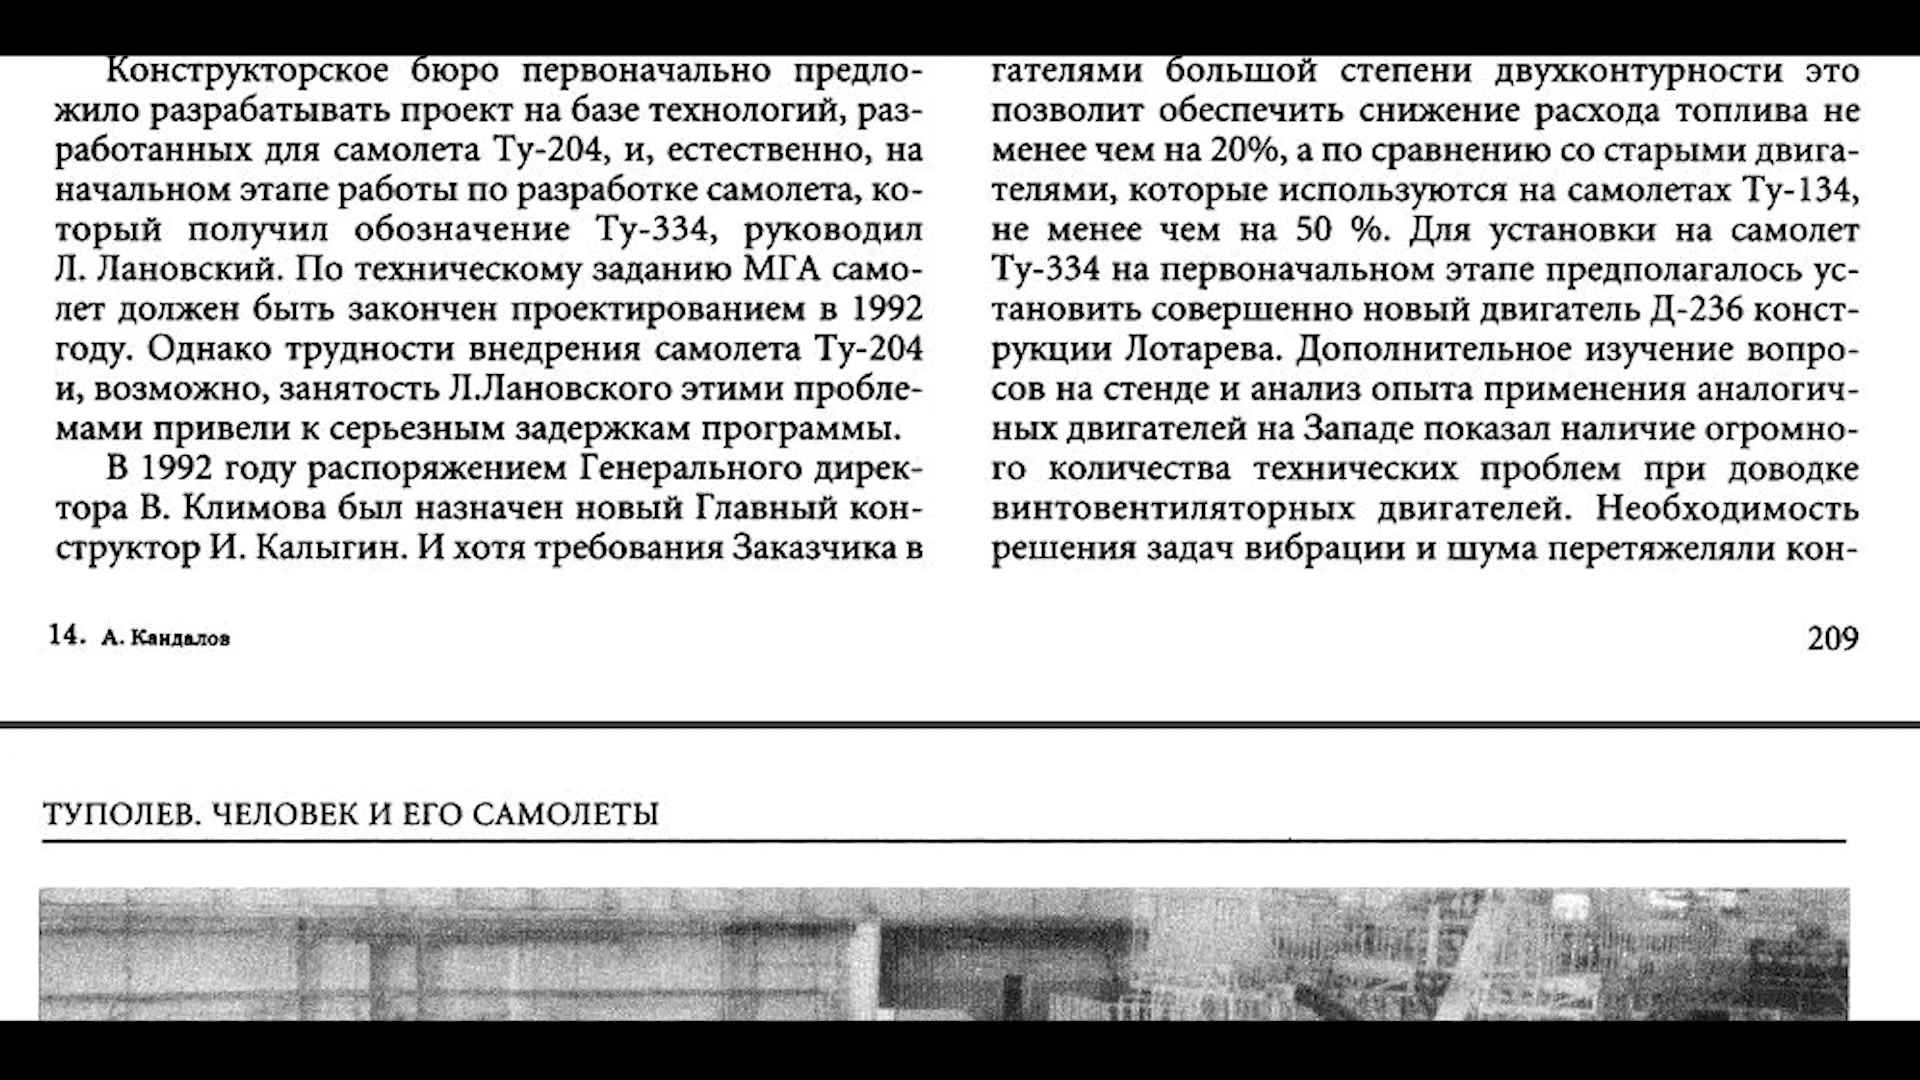 Конструкторское бюро первоначально предло-
жило разрабатывать проект на базе технологий, раз-
работанных для самолета Ту-204, и, естественно, на
начальном этапе работы по разработке самолета, ко-
торый получил обозначение Ту-334, руководил
Л. Лановский. По техническому заданию МГА само-
лет должен быть закончен проектированием в 1992
году. Однако трудности внедрения самолета Ту-204
и, возможно, занятость Л.Лановского этими пробле-
мами привели к серьезным задержкам программы.
В 1992 году распоряжением Генерального дирек-
тора В. Климова был назначен новый Главный кон-
структор И. Калыгин. И хотя требования Заказчика в
гателями большой степени двухконтурности это
позволит обеспечить снижение расхода топлива не
менее чем на 20%, а по сравнению со старыми двига-
телями, которые используются на самолетах Ту-134,
не менее чем на 50 %. Для установки на самолет
Ту-334 на первоначальном этапе предполагалось ус-
тановить совершенно новый двигатель Д-236 конст-
рукции Лотарева. Дополнительное изучение вопро-
сов на стенде и анализ опыта применения аналогич-
ных двигателей на Западе показал наличие огромно-
го количества технических проблем при доводке
винтовентиляторных двигателей. Необходимость
решения задач вибрации и шума перетяжеляли кон-
14. А. Кандалов
209
ТУПОЛЕВ. ЧЕЛОВЕК И ЕГО САМОЛЕТЫ